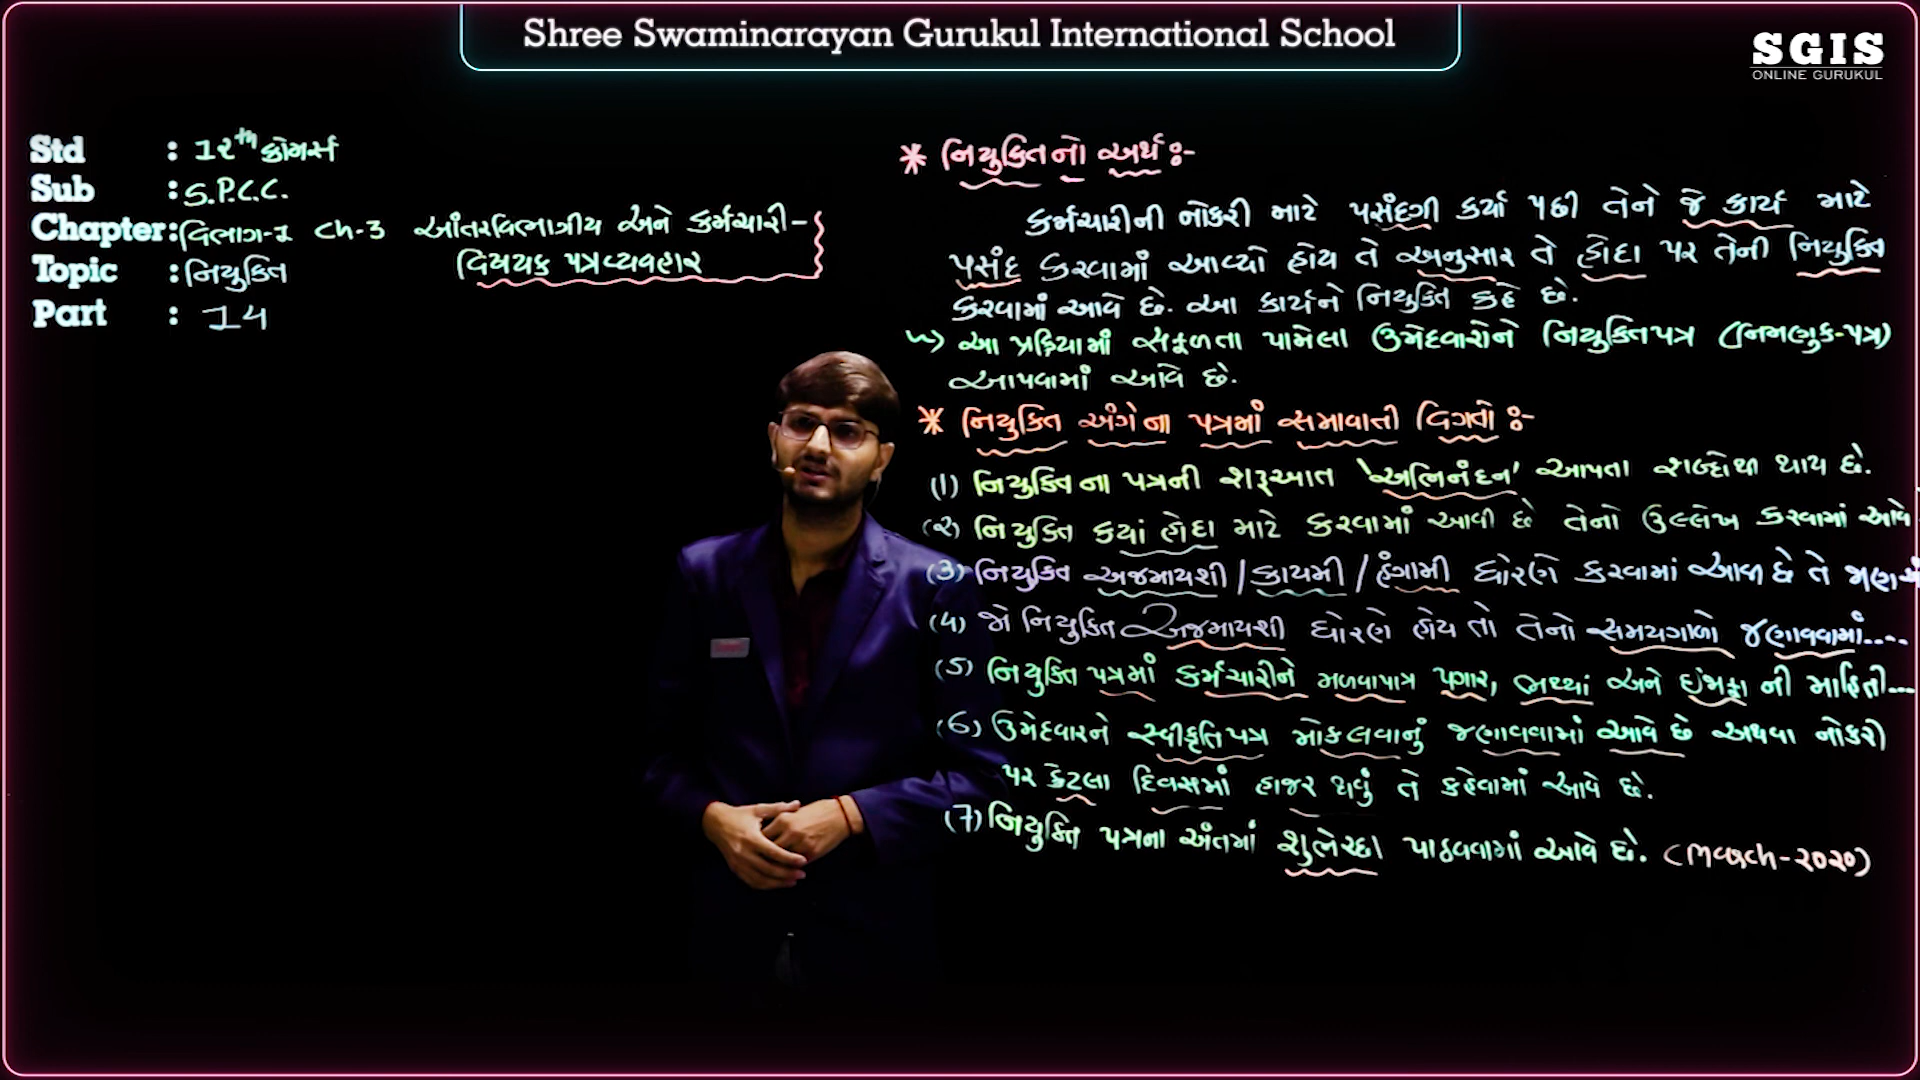 Shree Swaminarayan Gurukul International School
SGIS
ONLINE GURUKUL
Std : ૧૨th કોમર્સ
Sub : S.P.C.C.
Chapter : વિભાગ-૧ Ch-3 આંતરવિભાગીય અને કર્મચારી-
વિષયક પત્રવ્યવહાર
Topic : નિયુક્તિ
Part : ૧૫
* નિયુક્તિનો અર્થ :-
કર્મચારીની નોકરી માટે પસંદગી કર્યા પછી તેને જે કાર્ય માટે
પસંદ કરવામાં આવ્યો હોય તે અનુસાર તે હોદા પર તેની નિયુક્તિ
કરવામાં આવે છે. આ કાર્યને નિયુક્તિ કહે છે.
આ પ્રક્રિયામાં સફળતા પામેલા ઉમેદવારોને નિયુક્તિપત્ર (નિમણુક-પત્ર)
આપવામાં આવે છે.
* નિયુક્તિ અંગેના પત્રમાં સમાવાતી વિગતો :-
(1) નિયુક્તિના પત્રની શરૂઆત 'અભિનંદન' આપતા શબ્દોથી થાય છે.
(૨) નિયુક્તિ કયાં હોદા માટે કરવામાં આવી છે તેનો ઉલ્લેખ કરવામાં આવે
(3) નિયુક્તિ અજમાયશી / કાયમી / હંગામી ધોરણે કરવામાં આવી છે તે
(4) જો નિયુક્તિ અજમાયશી ધોરણે હોય તો તેનો સમયગાળો જણાવવામાં....
(5) નિયુક્તિ પત્રમાં કર્મચારીને મળવાપાત્ર પગાર, ભથ્થાં અને ઇજાફા ની માહિતી...
(6) ઉમેદવારને સ્વીકૃતિપત્ર મોકલવાનું જણાવવામાં આવે છે અથવા નોકરી
પર કેટલા દિવસમાં હાજર થવું તે કહેવામાં આવે છે.
(7) નિયુક્તિ પત્રના અંતમાં શુભેચ્છા પાઠવવામાં આવે છે. (March-૨૦૨૦)